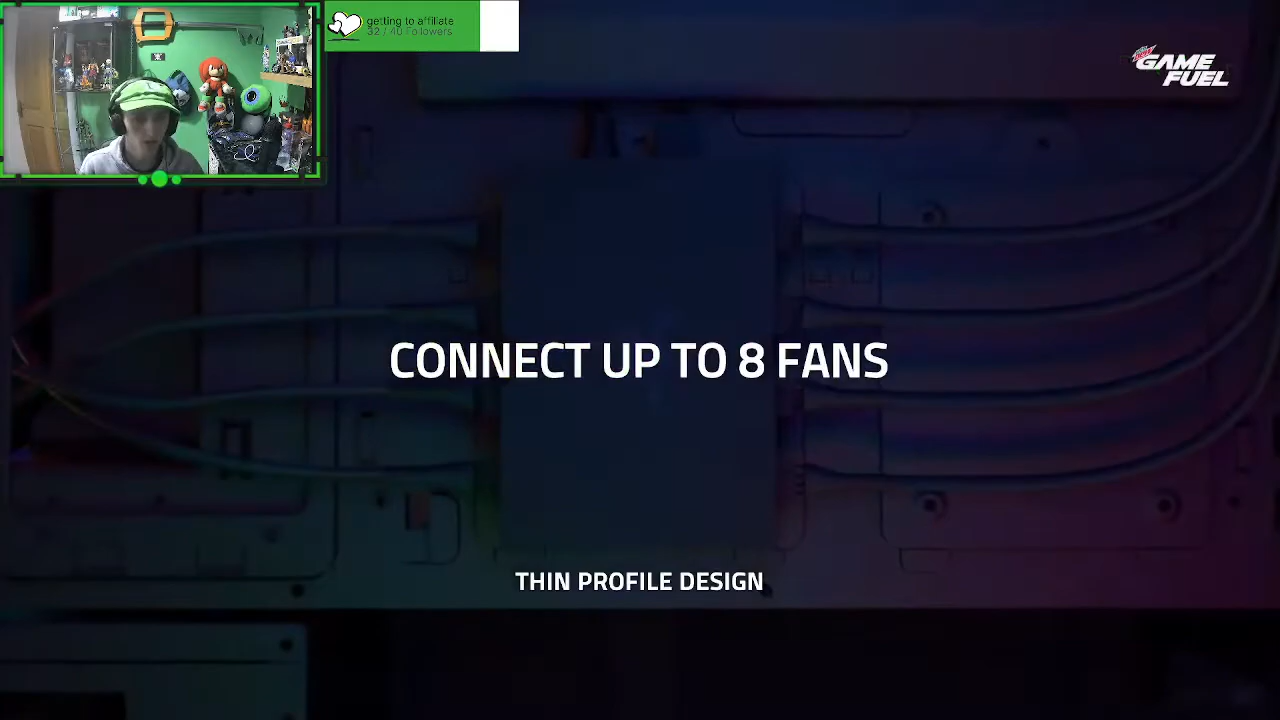 getting to affiliate
32 / 40 Followers
GAME
FUEL
CONNECT UP TO 8 FANS
THIN PROFILE DESIGN